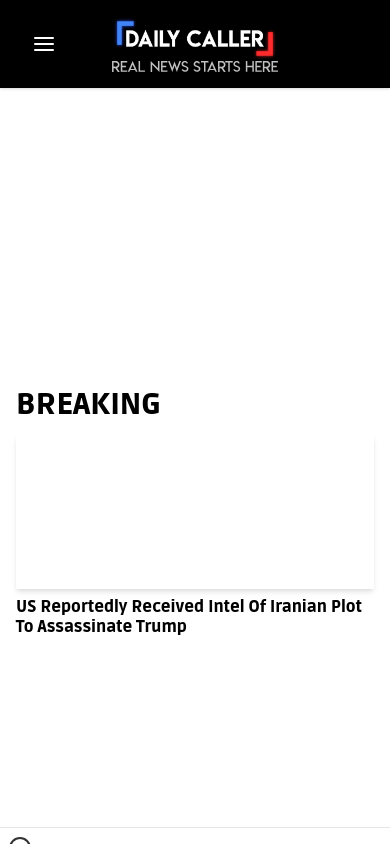 DAILY CALLER
REAL NEWS STARTS HERE
BREAKING
US Reportedly Received Intel Of Iranian Plot
To Assassinate Trump